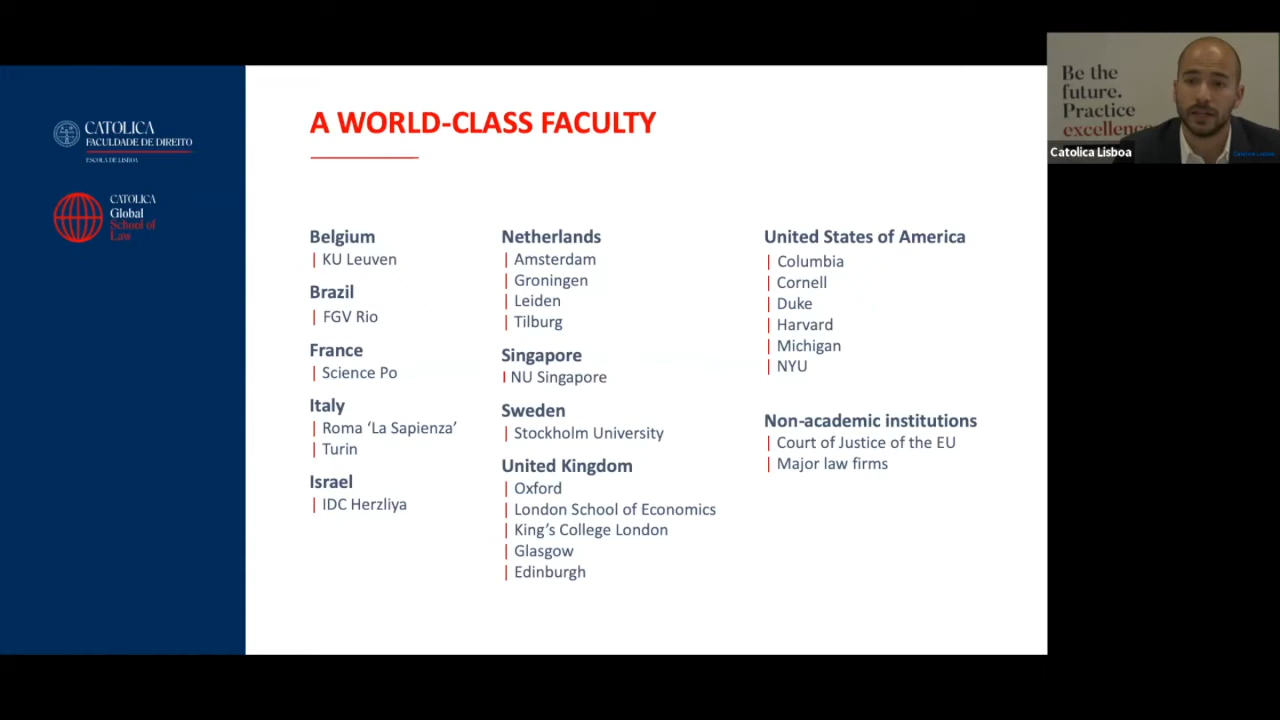 CATOLICA
FACULDADE DE DIREITO
ESCOLA DE LISBOA
CATOLICA
Global
School of
Law
A WORLD-CLASS FACULTY
Belgium
| KU Leuven
Brazil
| FGV Rio
France
| Science Po
Italy
| Roma ‘La Sapienza’
| Turin
Israel
| IDC Herzliya
Netherlands
| Amsterdam
| Groningen
| Leiden
| Tilburg
Singapore
| NU Singapore
Sweden
| Stockholm University
United Kingdom
| Oxford
| London School of Economics
| King’s College London
| Glasgow
| Edinburgh
United States of America
| Columbia
| Cornell
| Duke
| Harvard
| Michigan
| NYU
Non-academic institutions
| Court of Justice of the EU
| Major law firms
Be the
future.
Practice
excellence
Catolica Lisboa
Catolica Lisboa